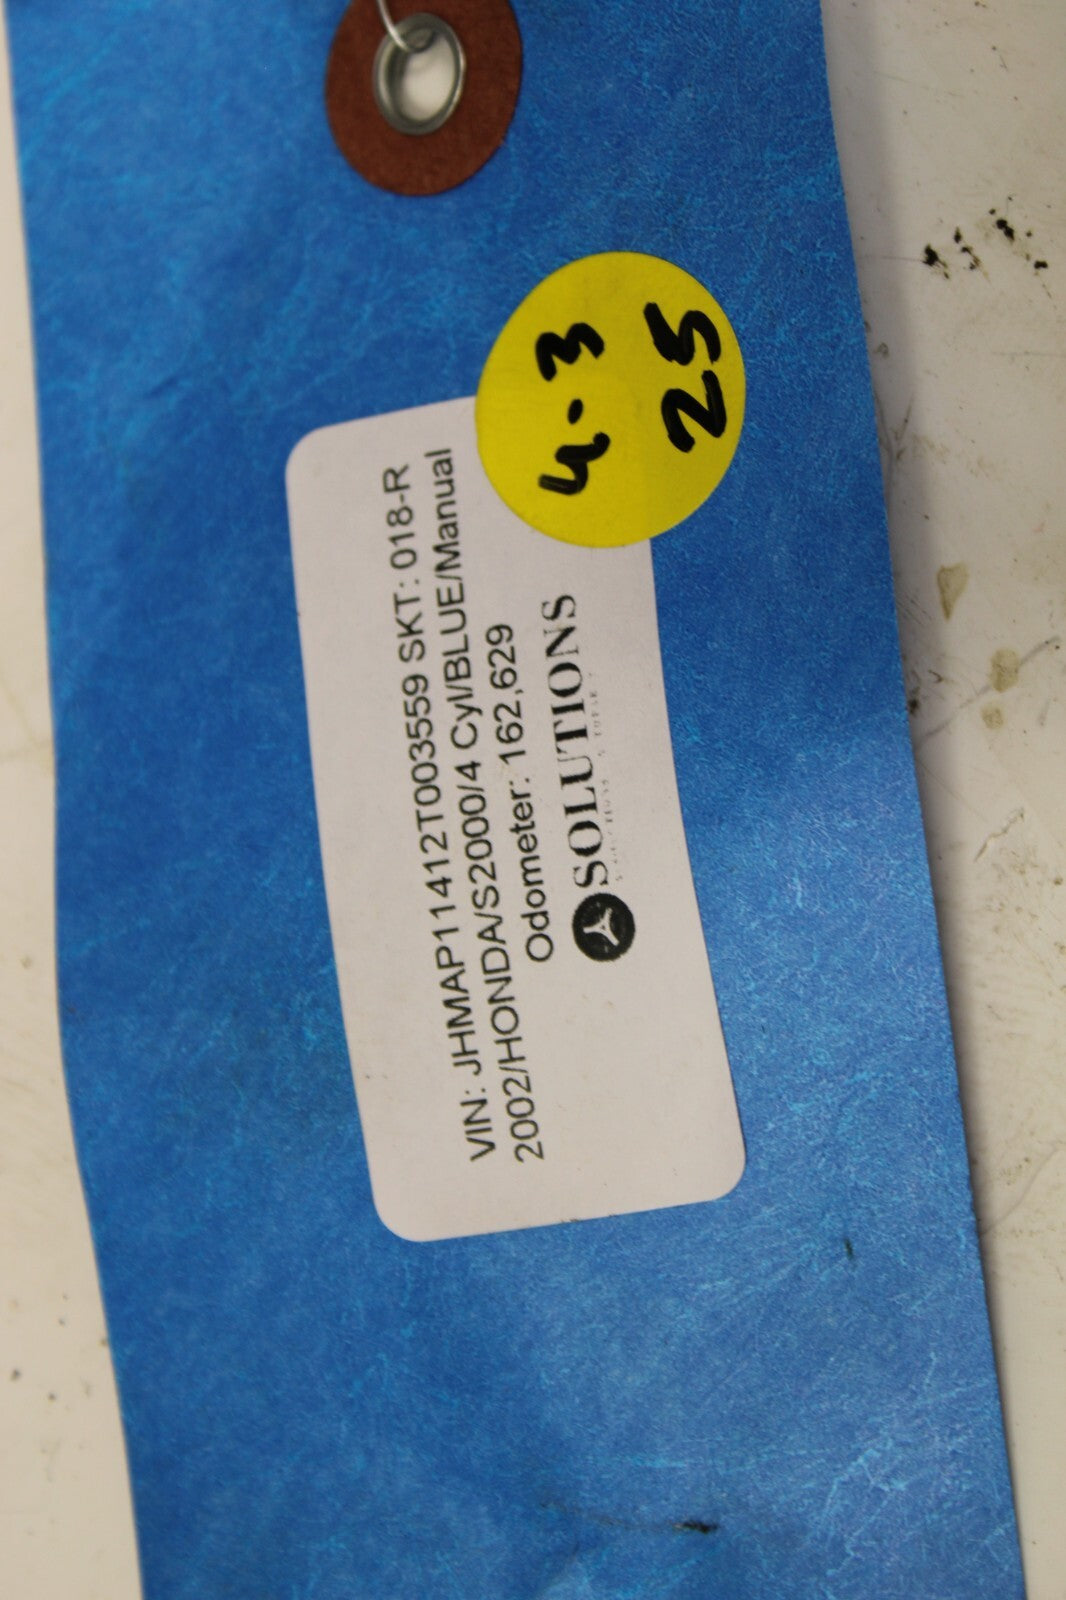 VIN: JHMAP11412T003559 SKT: 018-R
2002/HONDA/S2000/4 Cyl/BLUE/Manual
Odometer: 162,629
SOLUTIONS
4.3
25